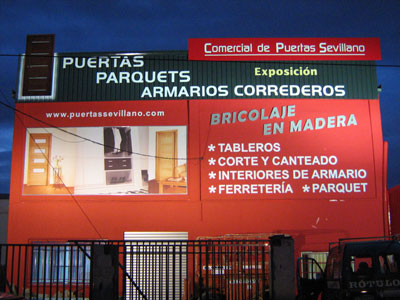 Comercial de Puertas Sevillano
PUERTAS
PARQUETS
Exposición
ARMARIOS CORREDEROS
www.puertassevillano.com
BRICOLAJE
EN MADERA
* TABLEROS
* CORTE Y CANTEADO
* INTERIORES DE ARMARIO
* FERRETERÍA * PARQUET
RÓTULOS